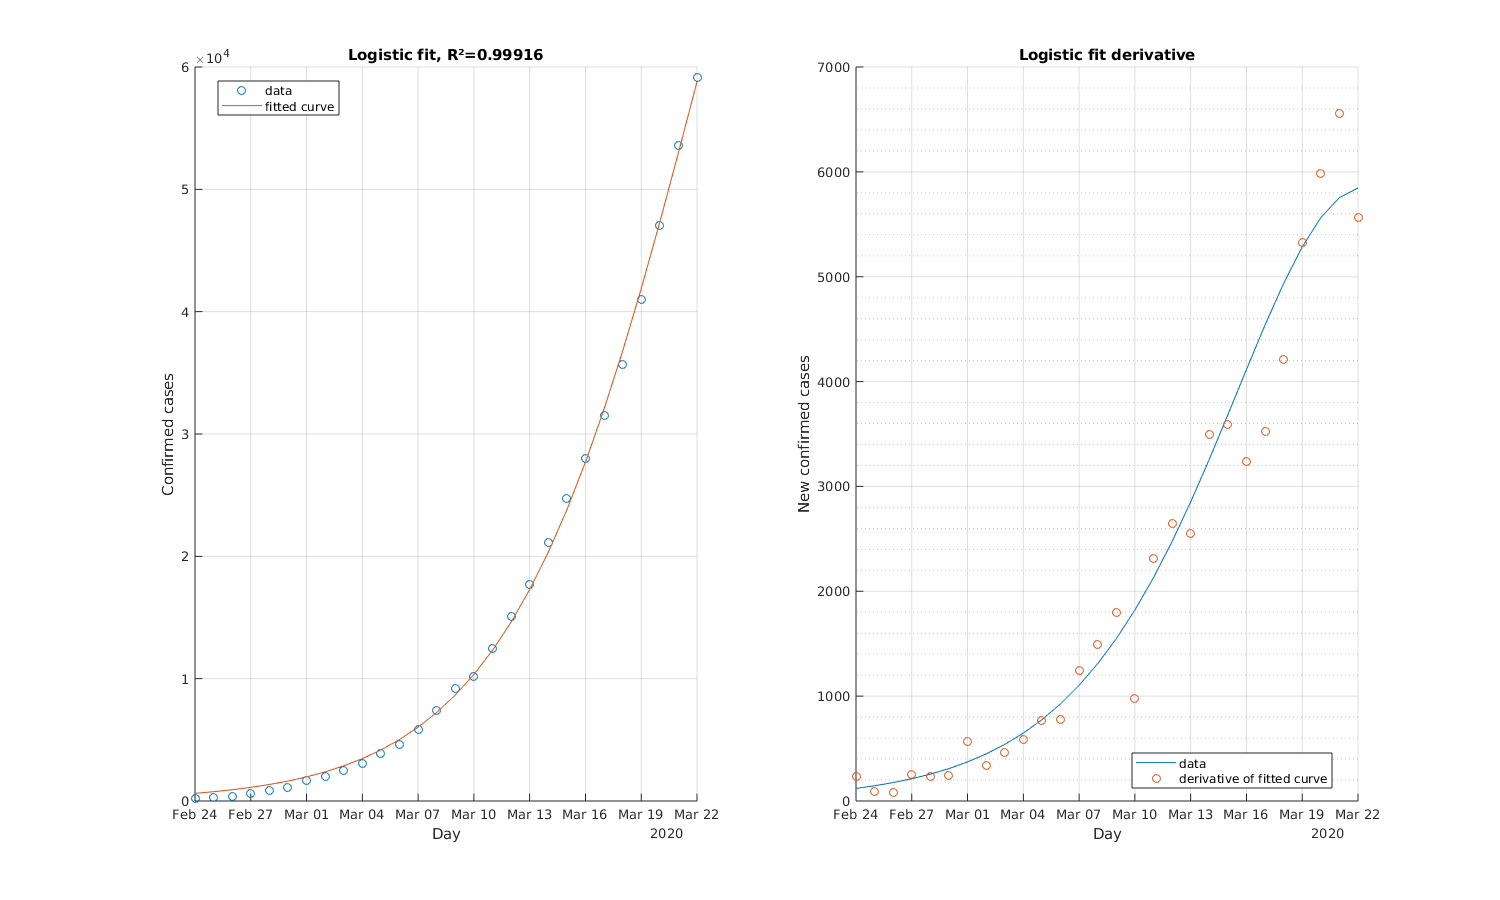 Logistic fit, R²=0.99916
×10⁴
6
5
4
3
2
1
0
Confirmed cases
data
fitted curve
Feb 24 Feb 27 Mar 01 Mar 04 Mar 07 Mar 10 Mar 13 Mar 16 Mar 19 Mar 22
Day
2020
Logistic fit derivative
7000
6000
5000
4000
3000
2000
1000
0
New confirmed cases
data
derivative of fitted curve
Feb 24 Feb 27 Mar 01 Mar 04 Mar 07 Mar 10 Mar 13 Mar 16 Mar 19 Mar 22
Day
2020